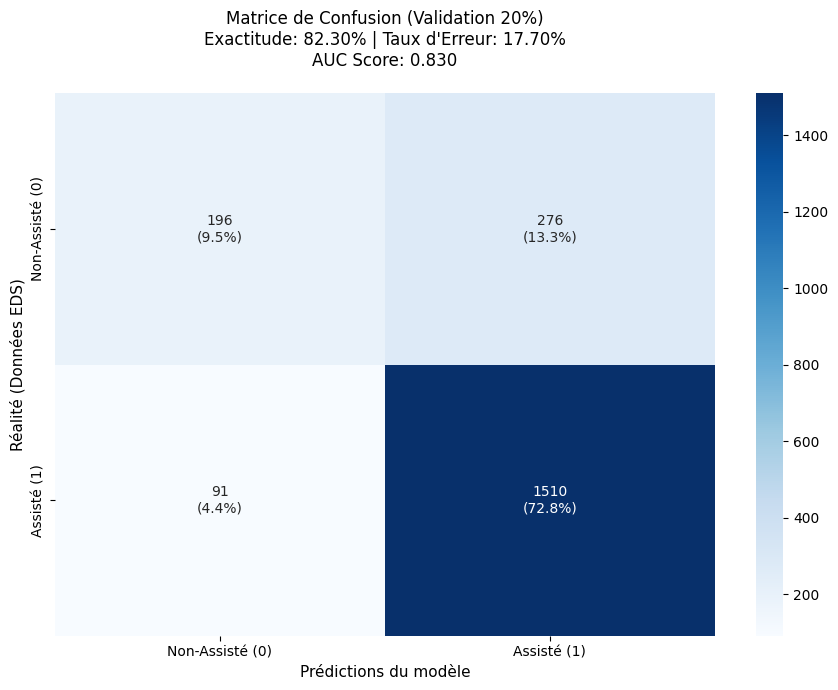 Matrice de Confusion (Validation 20%)
Exactitude: 82.30% | Taux d'Erreur: 17.70%
AUC Score: 0.830
Réalité (Données EDS)
Non-Assisté (0)
Assisté (1)
196
(9.5%)
276
(13.3%)
91
(4.4%)
1510
(72.8%)
Non-Assisté (0)
Assisté (1)
Prédictions du modèle
1400
1200
1000
800
600
400
200